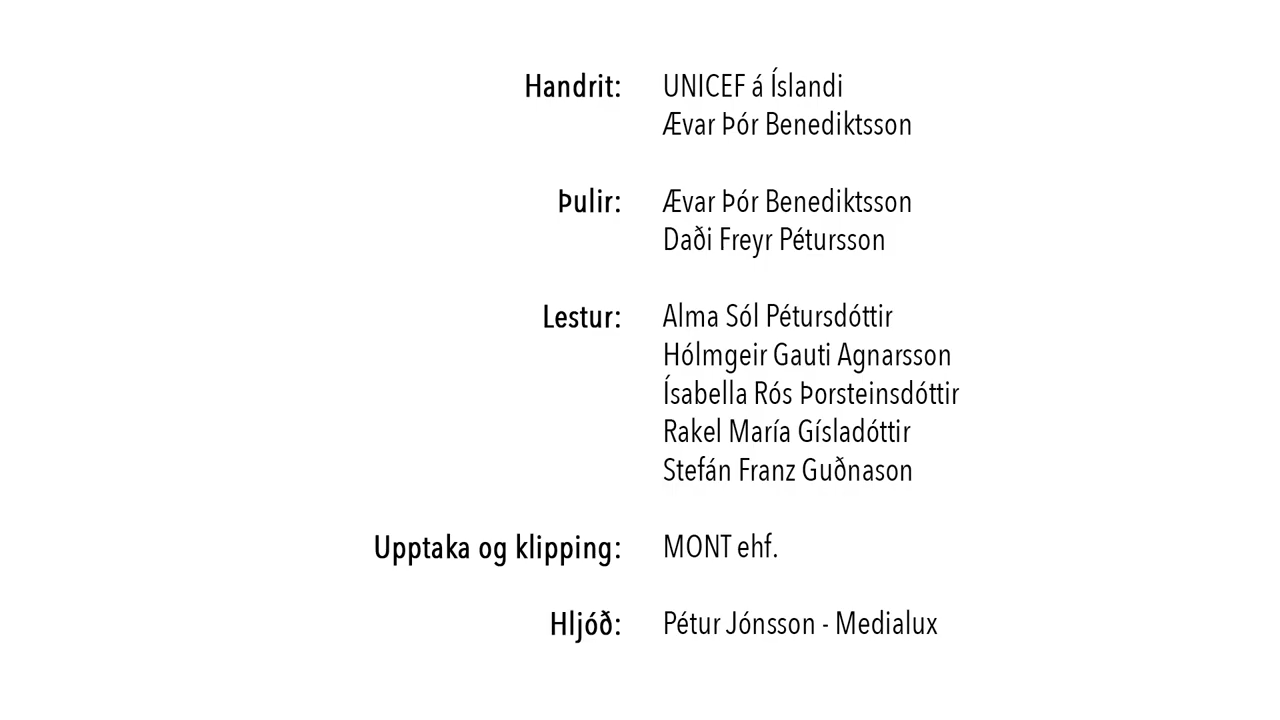 Handrit: UNICEF á Íslandi
Ævar Þór Benediktsson
Þulir: Ævar Þór Benediktsson
Daði Freyr Pétursson
Lestur: Alma Sól Pétursdóttir
Hólmgeir Gauti Agnarsson
Ísabella Rós Þorsteinsdóttir
Rakel María Gísladóttir
Stefán Franz Guðnason
Upptaka og klipping: MONT ehf.
Hljóð: Pétur Jónsson - Medialux